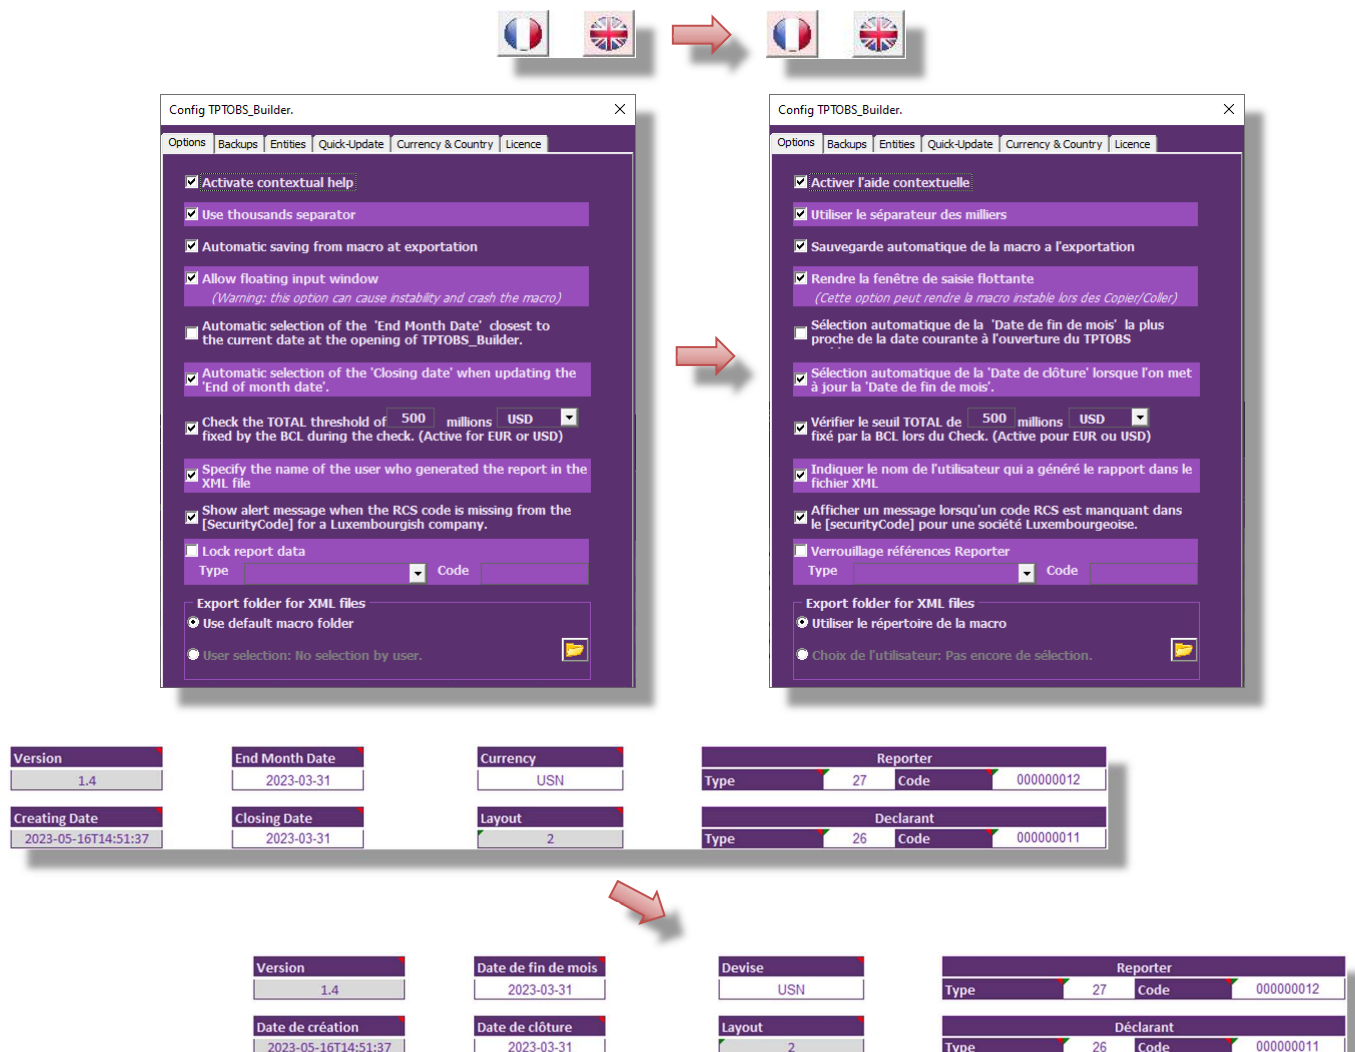 Config TPTOBS_Builder.
Options Backups Entities Quick-Update Currency & Country Licence
Activate contextual help
Use thousands separator
Automatic saving from macro at exportation
Allow floating input window
(Warning: this option can cause instability and crash the macro)
Automatic selection of the 'End Month Date' closest to
the current date at the opening of TPTOBS_Builder.
Automatic selection of the 'Closing date' when updating the
'End of month date'.
Check the TOTAL threshold of 500 millions USD
fixed by the BCL during the check. (Active for EUR or USD)
Specify the name of the user who generated the report in the
XML file
Show alert message when the RCS code is missing from the
[SecurityCode] for a Luxembourgish company.
Lock report data
Type Code
Export folder for XML files
Use default macro folder
User selection: No selection by user.
Config TPTOBS_Builder.
Options Backups Entities Quick-Update Currency & Country Licence
Activer l'aide contextuelle
Utiliser le séparateur des milliers
Sauvegarde automatique de la macro a l'exportation
Rendre la fenêtre de saisie flottante
(Cette option peut rendre la macro instable lors des Copier/Coller)
Sélection automatique de la 'Date de fin de mois' la plus
proche de la date courante à l'ouverture du TPTOBS
Sélection automatique de la 'Date de clôture' lorsque l'on met
à jour la 'Date de fin de mois'.
Vérifier le seuil TOTAL de 500 millions USD
fixé par la BCL lors du Check. (Active pour EUR ou USD)
Indiquer le nom de l'utilisateur qui a généré le rapport dans le
fichier XML
Afficher un message lorsqu'un code RCS est manquant dans
le [securityCode] pour une société Luxembourgeoise.
Verrouillage références Reporter
Type Code
Export folder for XML files
Utiliser le répertoire de la macro
Choix de l'utilisateur: Pas encore de sélection.
Version End Month Date Currency Reporter
1.4 2023-03-31 USN Type 27 Code 000000012
Creating Date Closing Date Layout Declarant
2023-05-16T14:51:37 2023-03-31 2 Type 26 Code 000000011
Version Date de fin de mois Devise Reporter
1.4 2023-03-31 USN Type 27 Code 000000012
Date de création Date de clôture Layout Déclarant
2023-05-16T14:51:37 2023-03-31 2 Type 26 Code 000000011